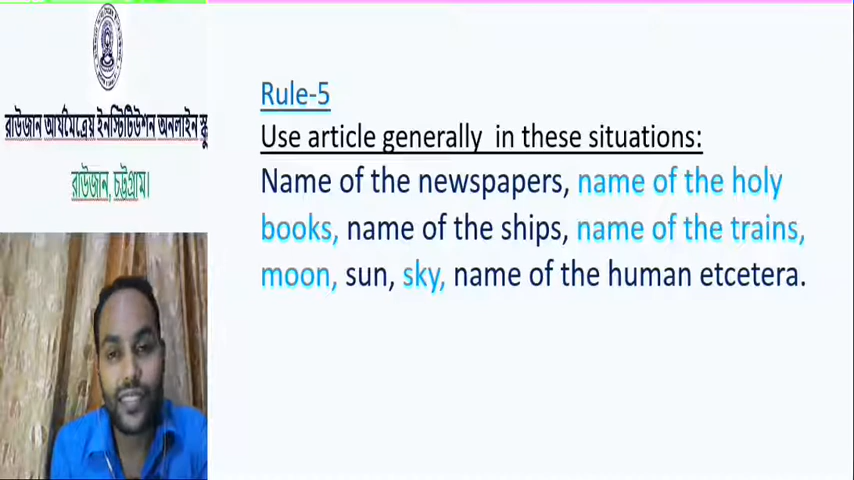 রাউজান আর্যমৈত্রেয় ইনস্টিটিউশন অনলাইন স্কু
রাউজান, চট্টগ্রাম।
Rule-5
Use article generally in these situations:
Name of the newspapers, name of the holy
books, name of the ships, name of the trains,
moon, sun, sky, name of the human etcetera.